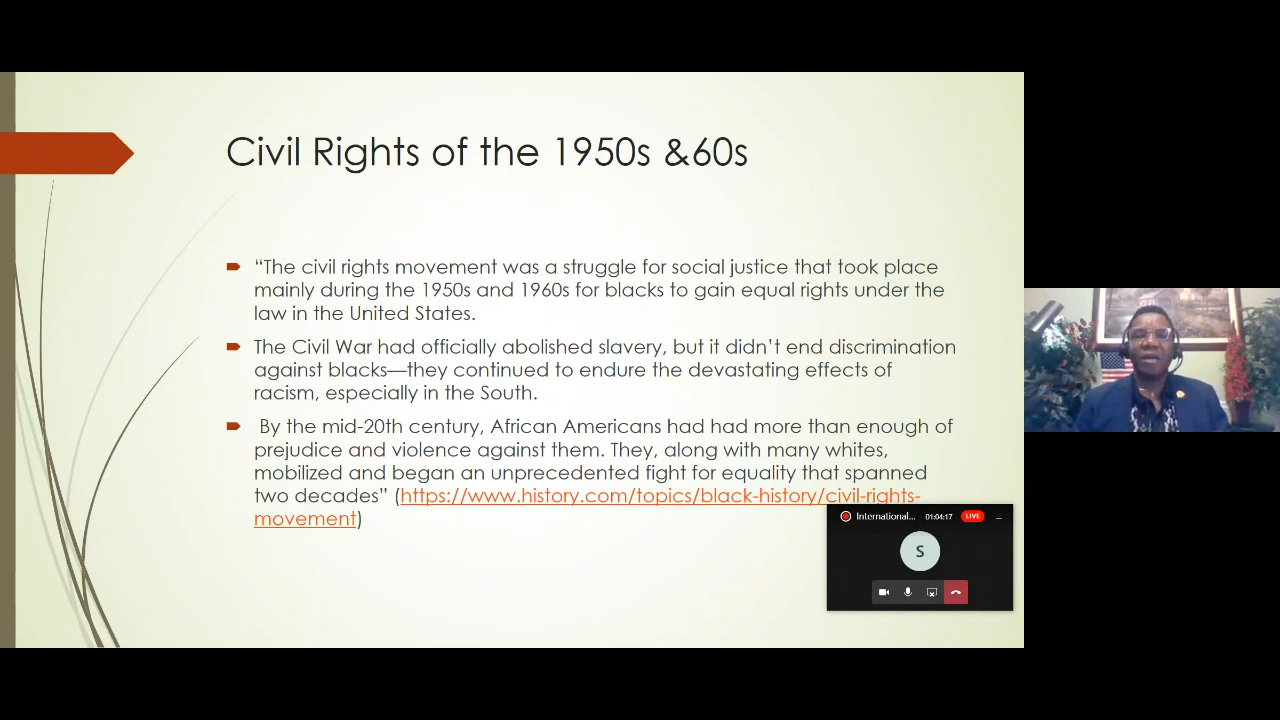 Civil Rights of the 1950s &60s
“The civil rights movement was a struggle for social justice that took place
mainly during the 1950s and 1960s for blacks to gain equal rights under the
law in the United States.
The Civil War had officially abolished slavery, but it didn’t end discrimination
against blacks—they continued to endure the devastating effects of
racism, especially in the South.
By the mid-20th century, African Americans had had more than enough of
prejudice and violence against them. They, along with many whites,
mobilized and began an unprecedented fight for equality that spanned
two decades” (https://www.history.com/topics/black-history/civil-rights-
movement)
International... 01:04:17 LIVE
S